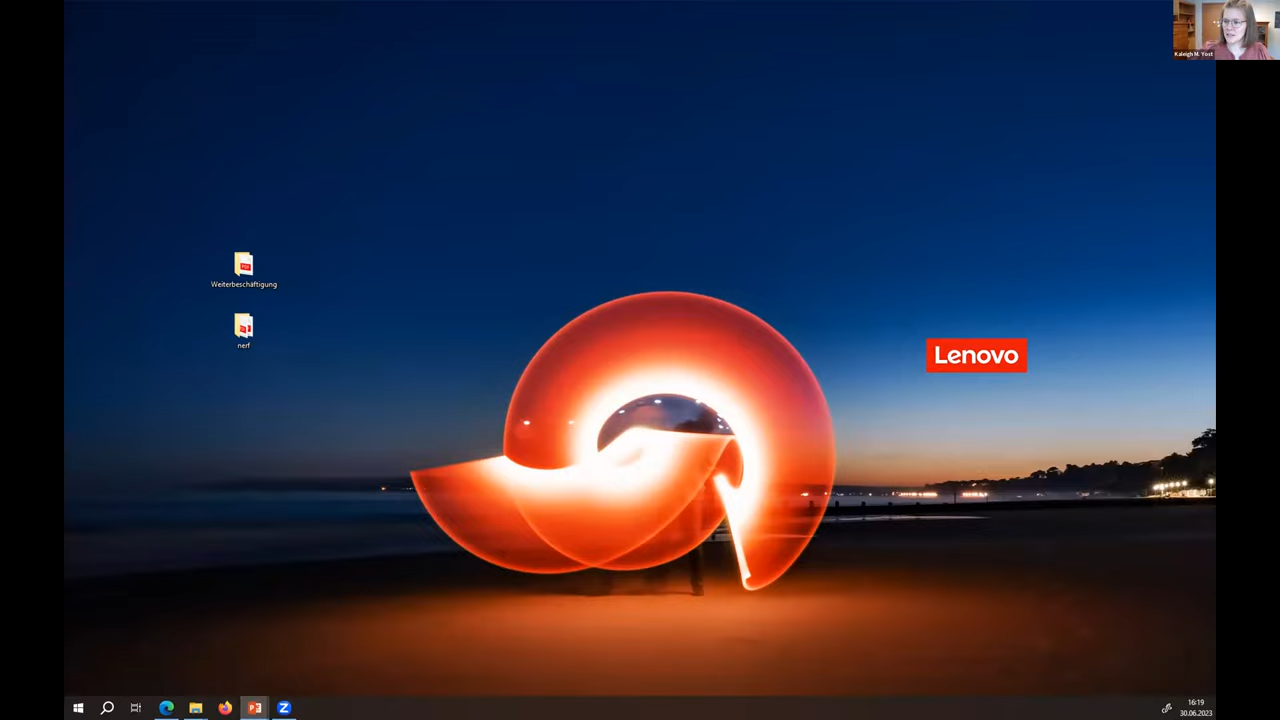 Kaleigh M. Yost
Weiterbeschäftigung
nerf
Lenovo
16:19
30.06.2023